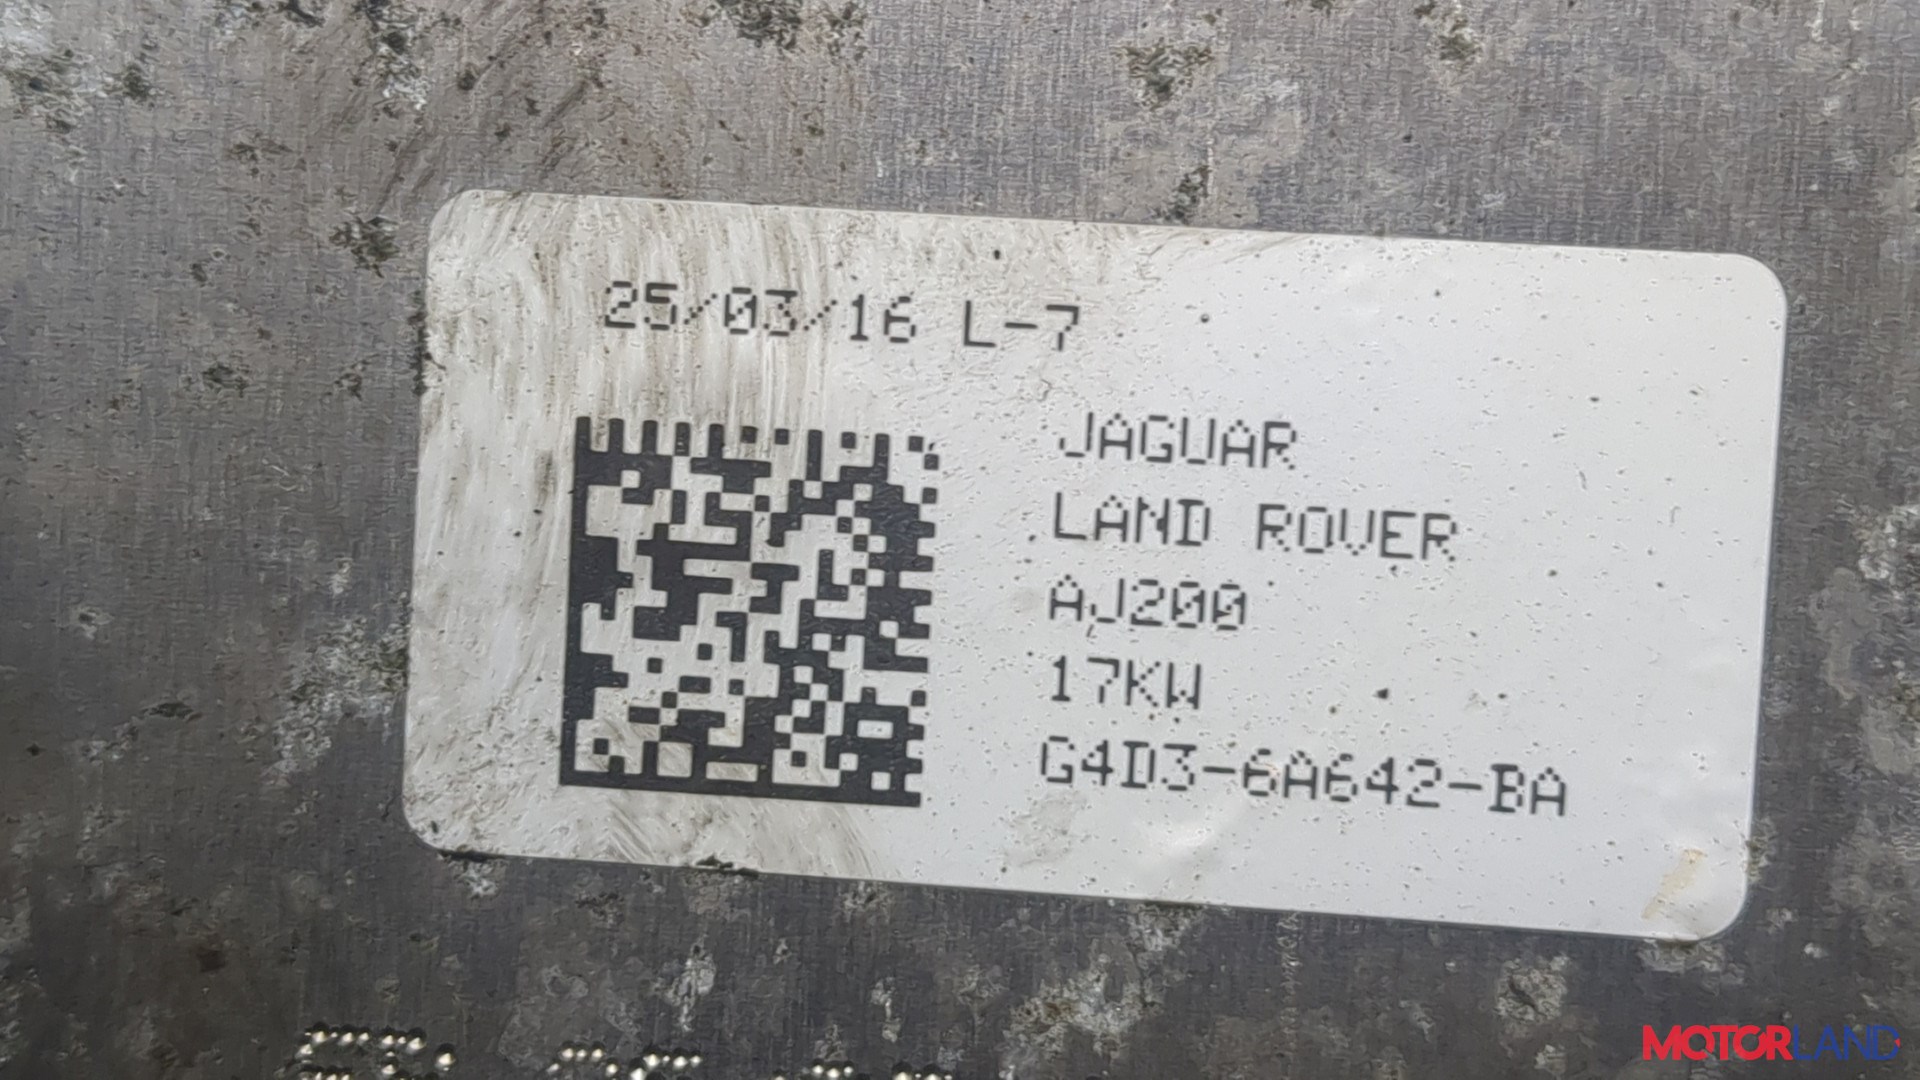 25/03/16 L-7
JAGUAR
LAND ROVER
AJ200
17KW
G4D3-6A642-BA
MOTORLAND